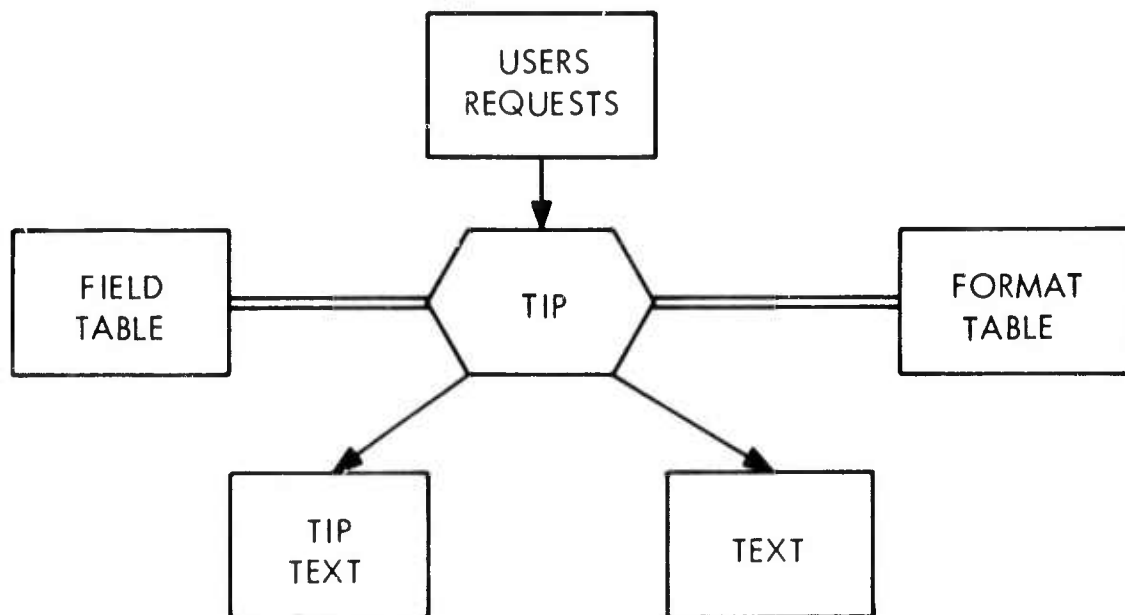 USERS
REQUESTS
FIELD
TABLE
TIP
FORMAT
TABLE
TIP
TEXT
TEXT